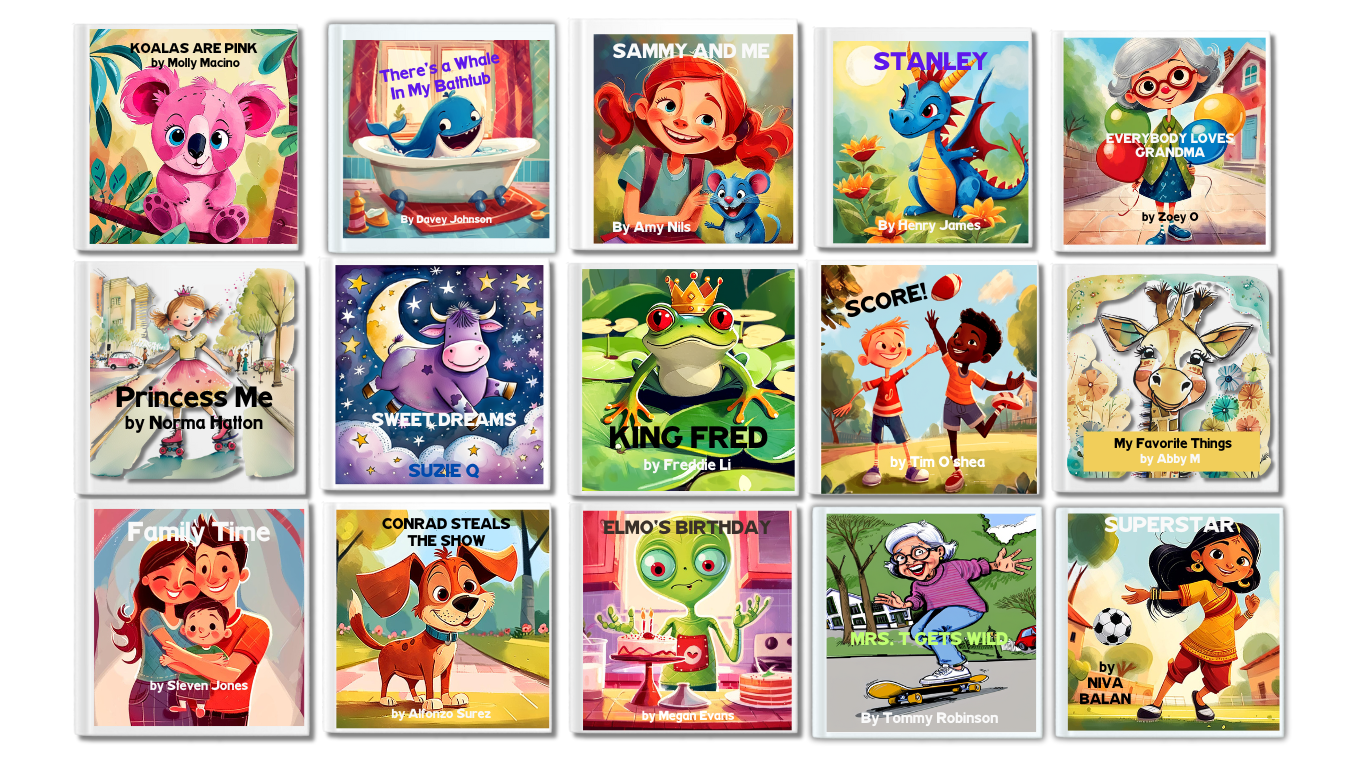 KOALAS ARE PINK
by Molly Macino
There's a Whale
In My Bathtub
By Davey Johnson
SAMMY AND ME
By Amy Nils
STANLEY
By Henry James
EVERYBODY LOVES
GRANDMA
by Zoey O
Princess Me
by Norma Hatton
SWEET DREAMS
SUZIE Q
KING FRED
by Freddie Li
SCORE!
by Tim O'shea
My Favorite Things
by Abby M
Family Time
by Steven Jones
CONRAD STEALS
THE SHOW
by Alfonzo Surez
ELMO'S BIRTHDAY
by Megan Evans
MRS. T GETS WILD
By Tommy Robinson
SUPERSTAR
by
NIVA
BALAN